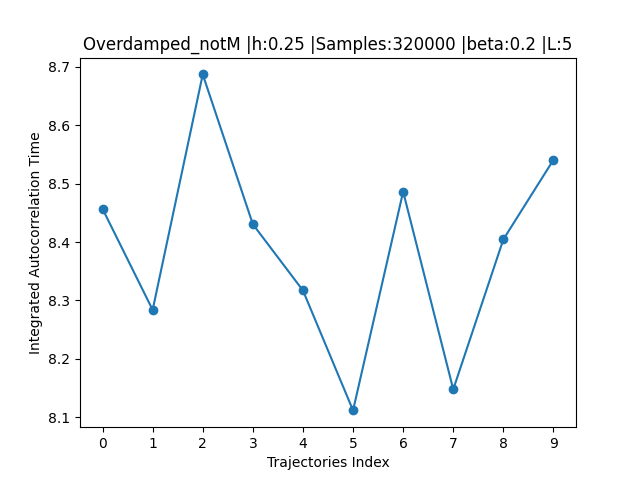 Overdamped_notM |h:0.25 |Samples:320000 |beta:0.2 |L:5
Integrated Autocorrelation Time
8.7
8.6
8.5
8.4
8.3
8.2
8.1
0 1 2 3 4 5 6 7 8 9
Trajectories Index